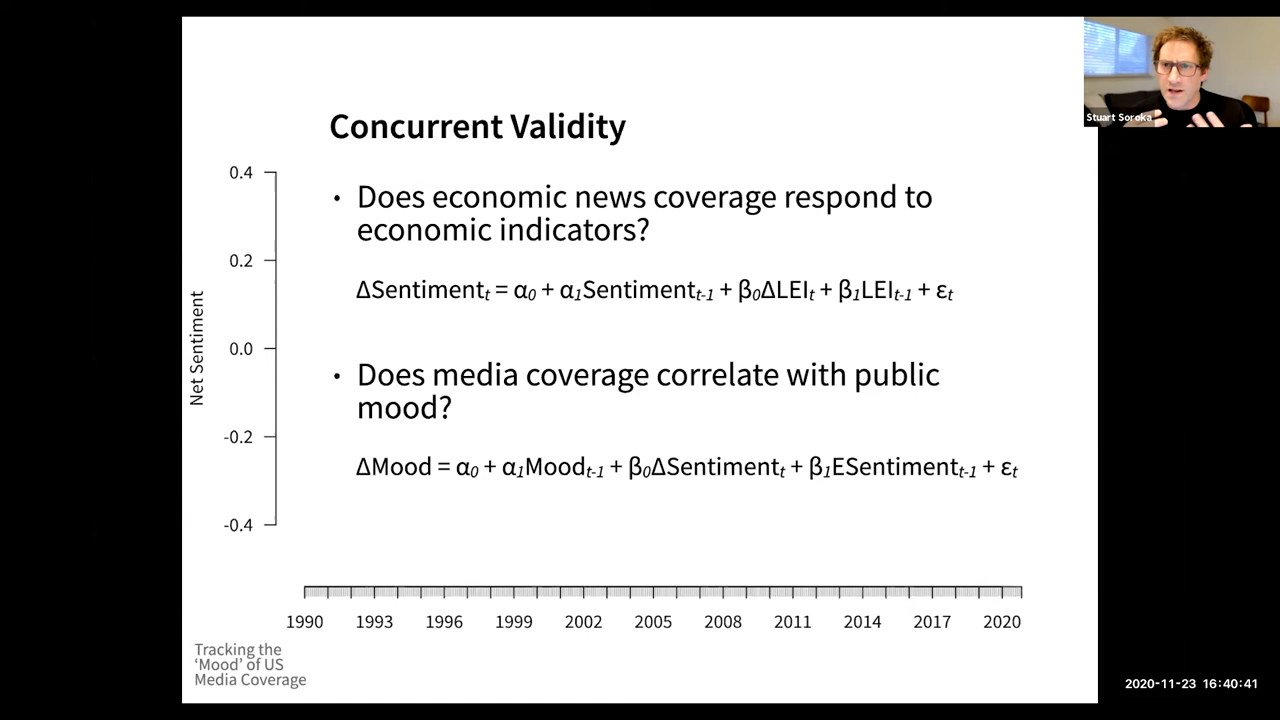 Concurrent Validity
• Does economic news coverage respond to
economic indicators?
ΔSentimentt = α0 + α1Sentimentt-1 + β0ΔLEIt + β1LEIt-1 + εt
• Does media coverage correlate with public
mood?
ΔMood = α0 + α1Moodt-1 + β0ΔSentimentt + β1ESentimentt-1 + εt
Net Sentiment
0.4
0.2
0.0
-0.2
-0.4
1990 1993 1996 1999 2002 2005 2008 2011 2014 2017 2020
Tracking the
‘Mood’ of US
Media Coverage
Stuart Soroka
2020-11-23 16:40:41